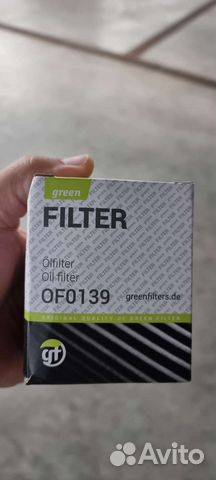 green
FILTER
Ölfilter
Oil filter
OF0139 greenfilters.de
ORIGINAL QUALITY OF GREEN FILTER
gf
Avito